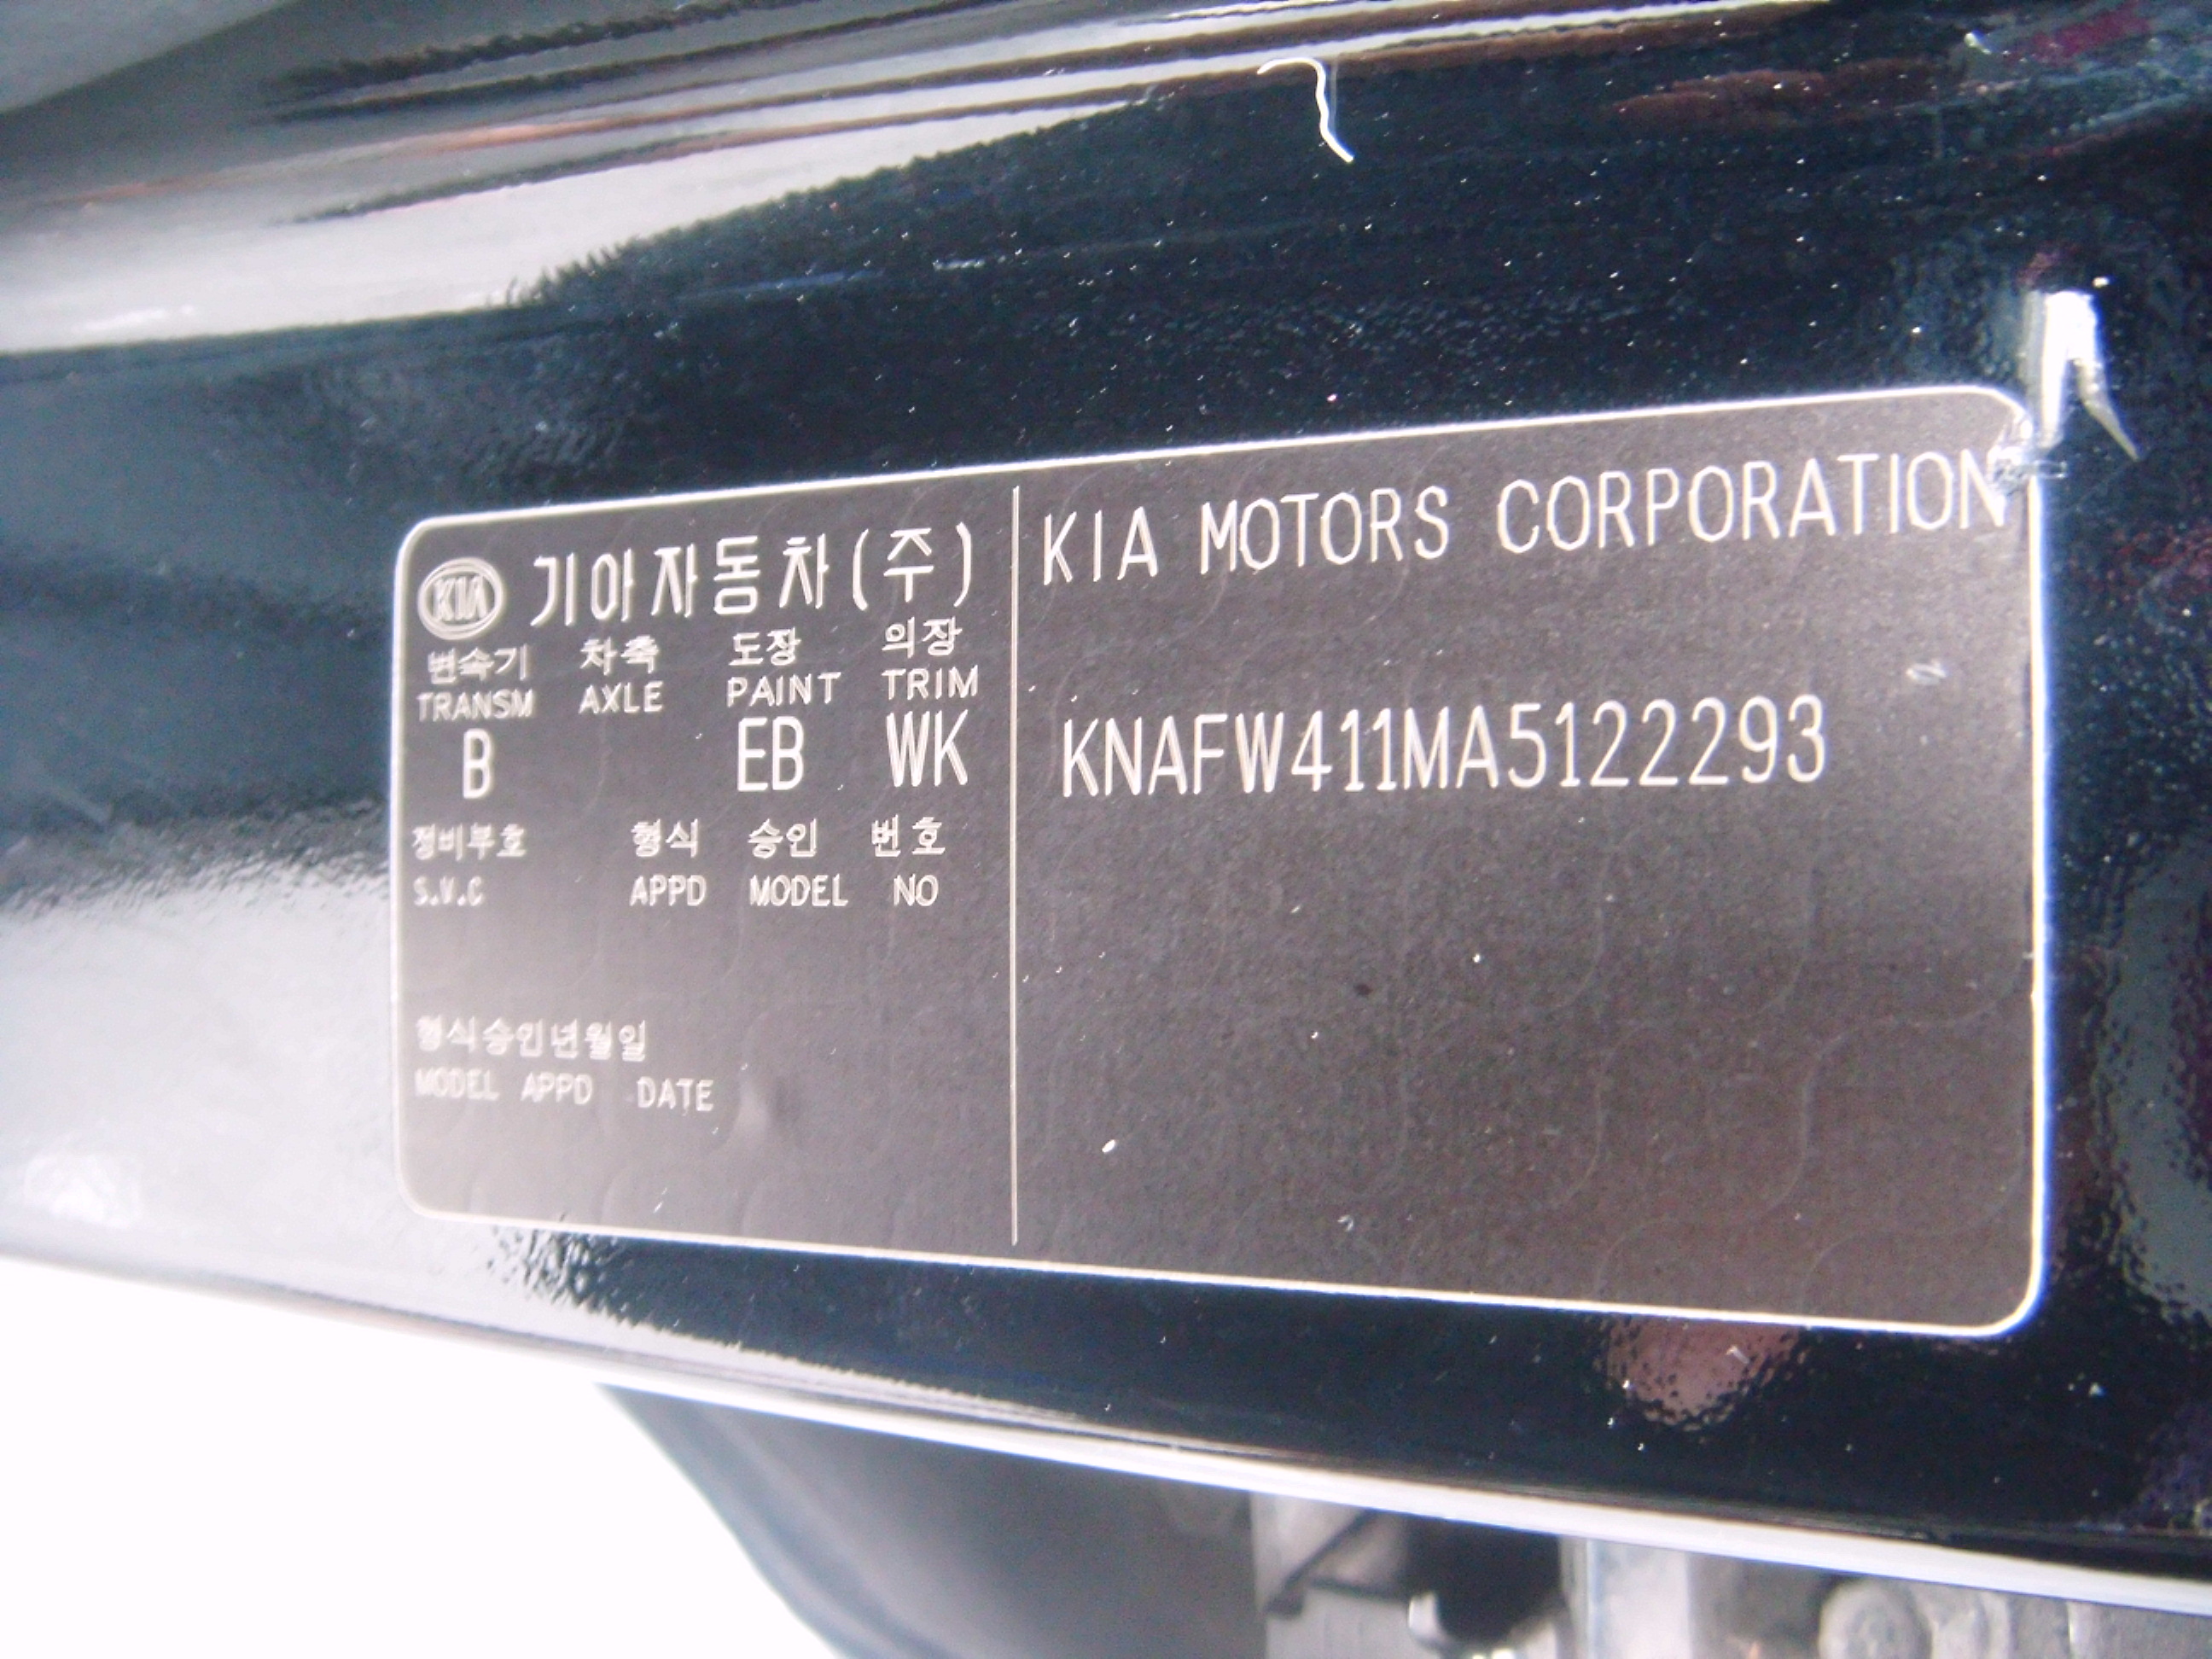 KIA 기아자동차(주)
변속기 차축 도장 의장
TRANSM AXLE PAINT TRIM
B EB WK
정비부호 형식 승인 번호
S.V.C APPD MODEL NO
형식승인년월일
MODEL APPD DATE
KIA MOTORS CORPORATION
KNAFW411MA5122293